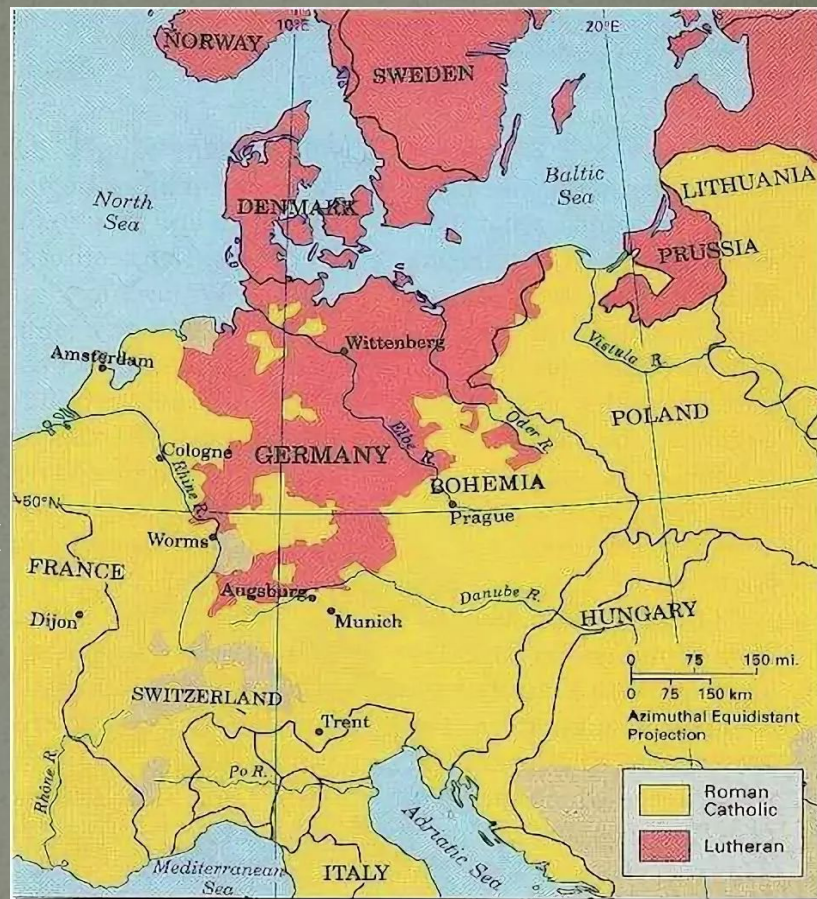 10°E
20°E
NORWAY
SWEDEN
North
Sea
Baltic
Sea
LITHUANIA
DENMARK
PRUSSIA
Wittenberg
Amsterdam
Vistula R.
POLAND
Oder R.
Elbe R.
Cologne
GERMANY
Rhine R.
BOHEMIA
50°N
Prague
Worms
FRANCE
Augsburg
Danube R.
Dijon
Munich
HUNGARY
0 75 150 mi.
0 75 150 km
Azimuthal Equidistant
Projection
SWITZERLAND
Trent
Rhône R.
Po R.
Adriatic Sea
Mediterranean
Sea
ITALY
Roman
Catholic
Lutheran